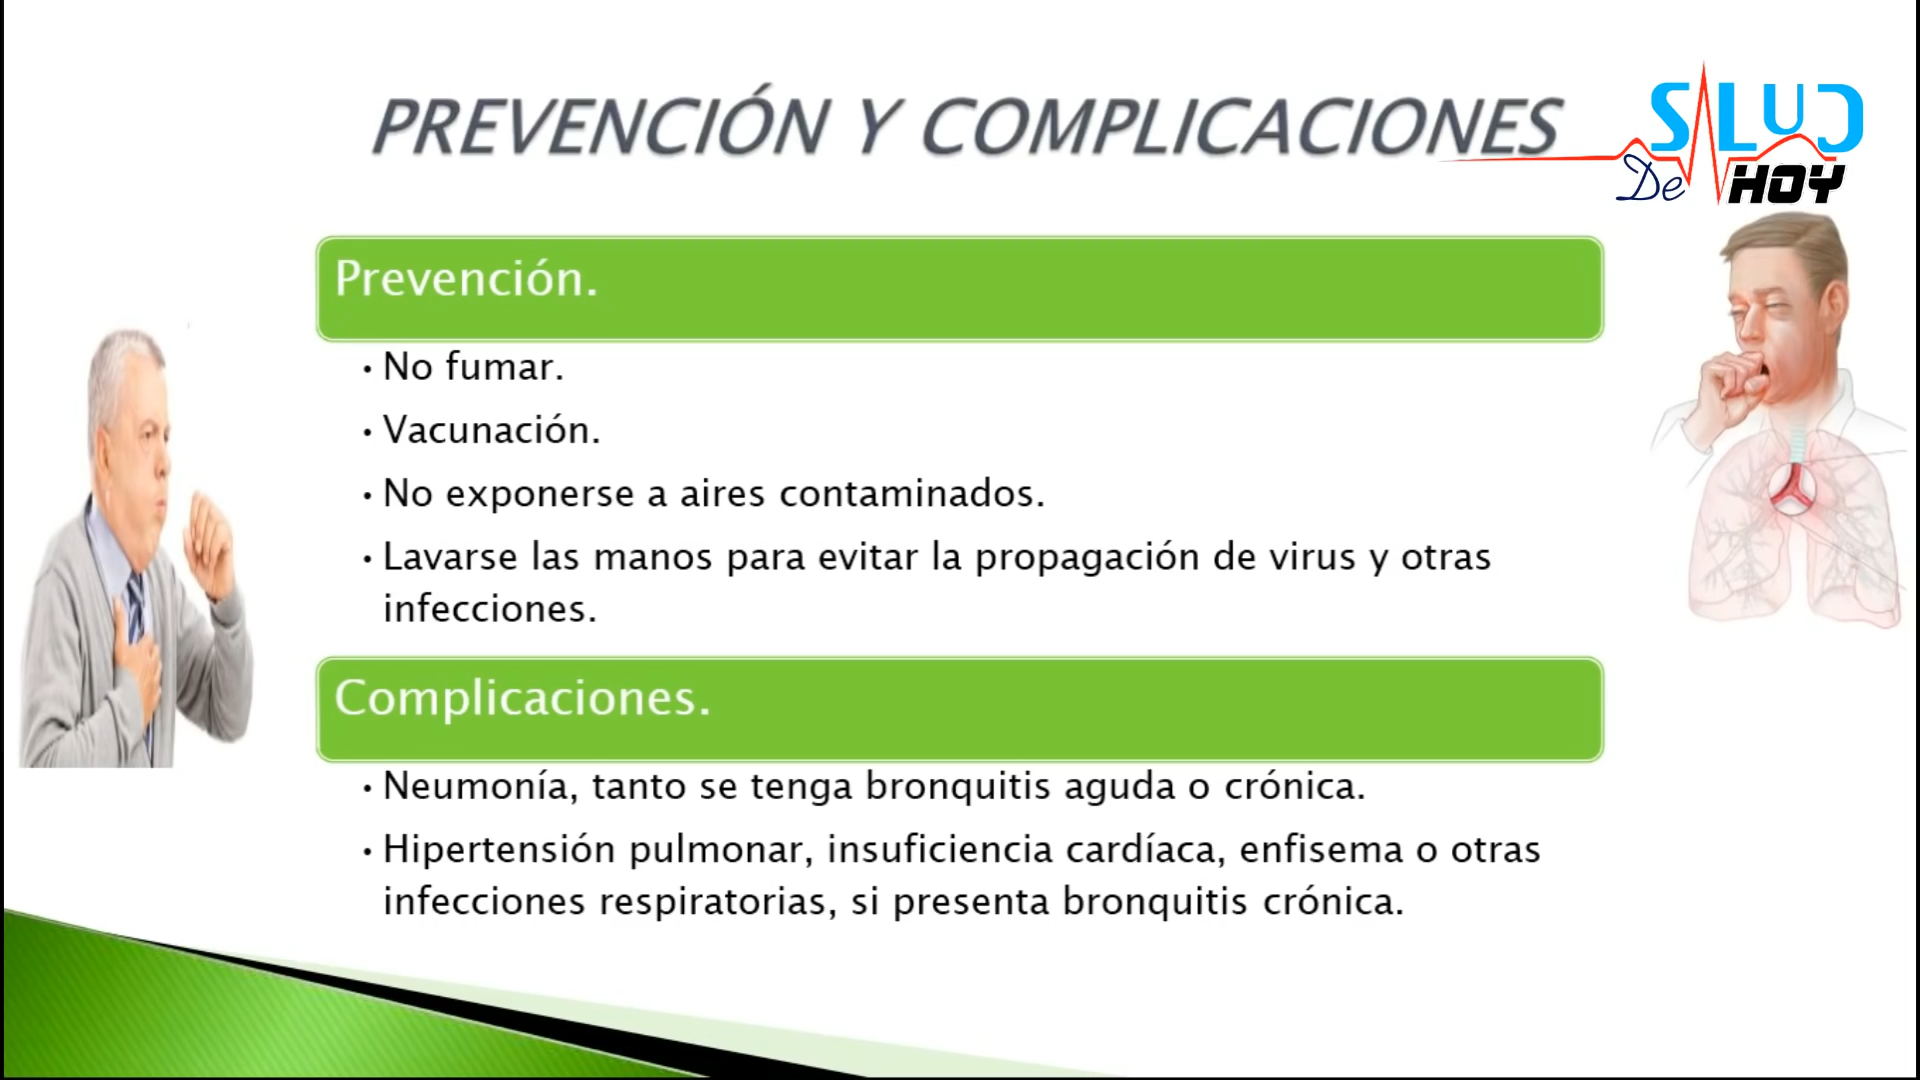 PREVENCIÓN Y COMPLICACIONES
SALUD
De HOY
Prevención.
• No fumar.
• Vacunación.
• No exponerse a aires contaminados.
• Lavarse las manos para evitar la propagación de virus y otras
infecciones.
Complicaciones.
• Neumonía, tanto se tenga bronquitis aguda o crónica.
• Hipertensión pulmonar, insuficiencia cardíaca, enfisema o otras
infecciones respiratorias, si presenta bronquitis crónica.